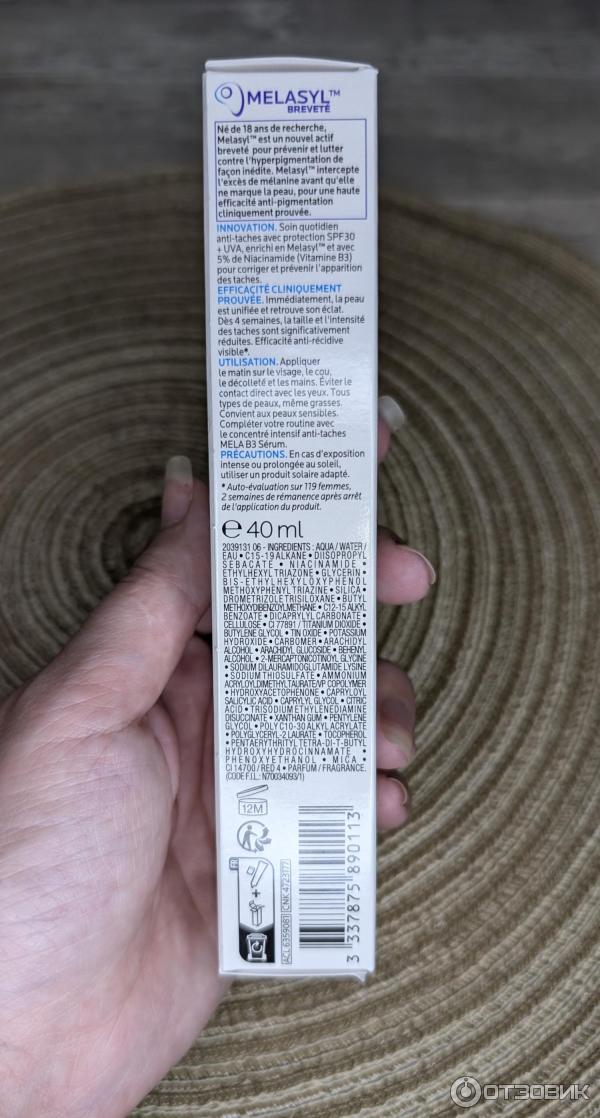 MELASYL™
BREVETÉ
Né de 18 ans de recherche,
Melasyl™ est un nouvel actif
breveté pour prévenir et lutter
contre l'hyperpigmentation de
façon inédite. Melasyl™ intercepte
l'excès de mélanine avant qu'elle
ne marque la peau, pour une haute
efficacité anti-pigmentation
cliniquement prouvée.
INNOVATION. Soin quotidien
anti-taches avec protection SPF30
+ UVA, enrichi en Melasyl™ et avec
5% de Niacinamide (Vitamine B3)
pour corriger et prévenir l'apparition
des taches.
EFFICACITÉ CLINIQUEMENT
PROUVÉE. Immédiatement, la peau
est unifiée et retrouve son éclat.
Dès 4 semaines, la taille et l'intensité
des taches sont significativement
réduites. Efficacité anti-récidive
visible*.
UTILISATION. Appliquer
le matin sur le visage, le cou,
le décolleté et les mains. Éviter le
contact direct avec les yeux. Tous
types de peaux, même grasses.
Convient aux peaux sensibles.
Compléter votre routine avec
le concentré intensif anti-taches
MELA B3 Sérum.
PRÉCAUTIONS. En cas d'exposition
intense ou prolongée au soleil,
utiliser un produit solaire adapté.
* Auto-évaluation sur 119 femmes,
2 semaines de rémanence après arrêt
de l'application du produit.
℮ 40 ml
2039131 06 - INGREDIENTS : AQUA / WATER /
EAU • C15-19 ALKANE • DIISOPROPYL
SEBACATE • NIACINAMIDE •
ETHYLHEXYL TRIAZONE • GLYCERIN •
BIS-ETHYLHEXYLOXYPHENOL
METHOXYPHENYL TRIAZINE • SILICA •
DROMETRIZOLE TRISILOXANE • BUTYL
METHOXYDIBENZOYLMETHANE • C12-15 ALKYL
BENZOATE • DICAPRYLYL CARBONATE •
CELLULOSE • CI 77891 / TITANIUM DIOXIDE •
BUTYLENE GLYCOL • TIN OXIDE • POTASSIUM
HYDROXIDE • CARBOMER • ARACHIDYL
ALCOHOL • ARACHIDYL GLUCOSIDE • BEHENYL
ALCOHOL • 2-MERCAPTONICOTINOYL GLYCINE
• SODIUM DILAURAMIDOGLUTAMIDE LYSINE
• SODIUM THIOSULFATE • AMMONIUM
ACRYLOYLDIMETHYLTAURATE/VP COPOLYMER
• HYDROXYACETOPHENONE • CAPRYLOYL
SALICYLIC ACID • CAPRYLYL GLYCOL • CITRIC
ACID • TRISODIUM ETHYLENEDIAMINE
DISUCCINATE • XANTHAN GUM • PENTYLENE
GLYCOL • POLY C10-30 ALKYL ACRYLATE
• POLYGLYCERYL-2 LAURATE • TOCOPHEROL
• PENTAERYTHRITYL TETRA-DI-T-BUTYL
HYDROXYHYDROCINNAMATE •
PHENOXYETHANOL • MICA •
CI 14700 / RED 4 • PARFUM / FRAGRANCE.
(CODE F.I.L.: N70034093/1)
12M
FR
+
ACL 6359081
CNK 4723177
3 337875 890113
ОТЗОВИК